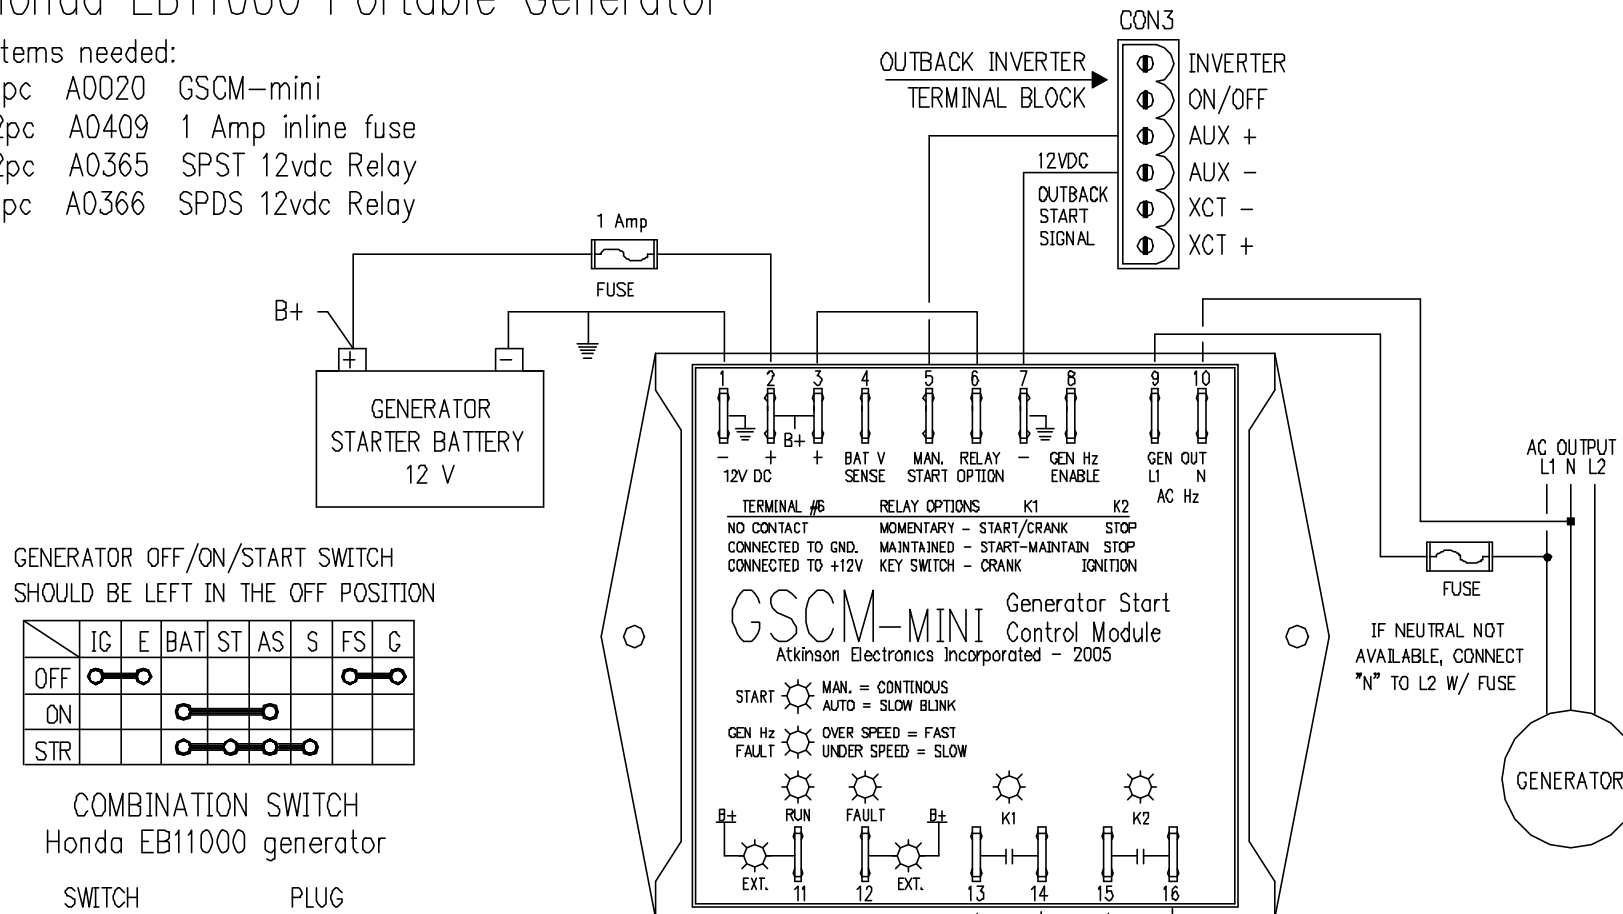 Honda EB11000 Portable Generator
tems needed:
pc A0020 GSCM-mini
2pc A0409 1 Amp inline fuse
2pc A0365 SPST 12vdc Relay
pc A0366 SPDS 12vdc Relay
CON3
OUTBACK INVERTER
TERMINAL BLOCK
INVERTER
ON/OFF
AUX +
AUX -
XCT -
XCT +
12VDC
OUTBACK
START
SIGNAL
1 Amp
FUSE
B+
+ -
GENERATOR
STARTER BATTERY
12 V
1 2 3 4 5 6 7 8 9 10
B+
- + + BAT V MAN. RELAY - GEN Hz GEN OUT
12V DC SENSE START OPTION ENABLE L1 N
AC Hz
TERMINAL #6 RELAY OPTIONS K1 K2
NO CONTACT MOMENTARY - START/CRANK STOP
CONNECTED TO GND. MAINTAINED - START-MAINTAIN STOP
CONNECTED TO +12V KEY SWITCH - CRANK IGNITION
GSCM-MINI Generator Start
Control Module
Atkinson Electronics Incorporated - 2005
START MAN. = CONTINOUS
AUTO = SLOW BLINK
GEN Hz OVER SPEED = FAST
FAULT UNDER SPEED = SLOW
B+ RUN FAULT B+ K1 K2
EXT. 11 12 EXT. 13 14 15 16
AC OUTPUT
L1 N L2
FUSE
IF NEUTRAL NOT
AVAILABLE, CONNECT
"N" TO L2 W/ FUSE
GENERATOR
GENERATOR OFF/ON/START SWITCH
SHOULD BE LEFT IN THE OFF POSITION
IG E BAT ST AS S FS G
OFF
ON
STR
COMBINATION SWITCH
Honda EB11000 generator
SWITCH PLUG